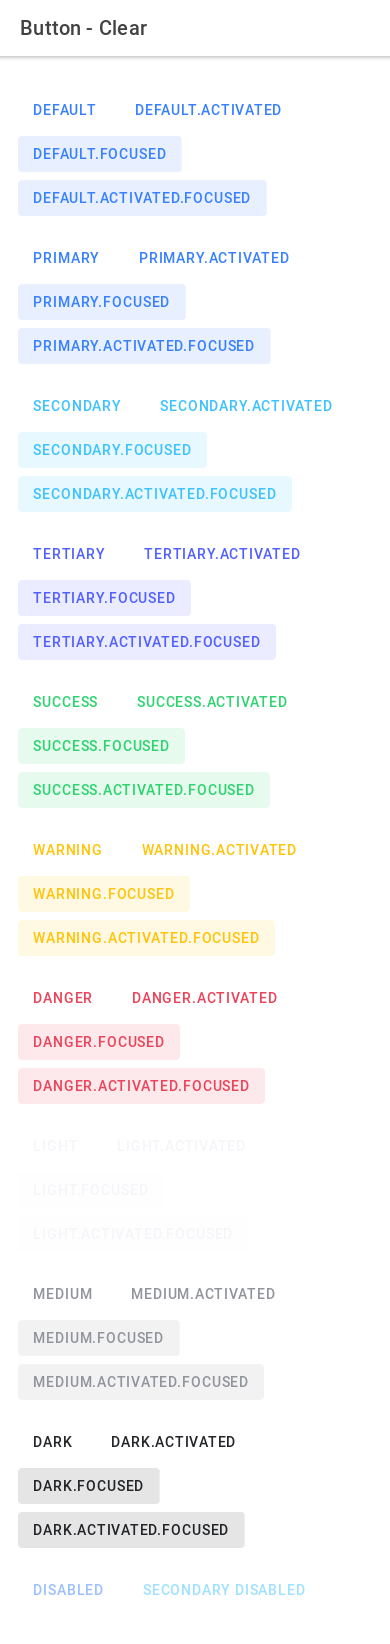 Button - Clear
DEFAULT DEFAULT.ACTIVATED
DEFAULT.FOCUSED
DEFAULT.ACTIVATED.FOCUSED
PRIMARY PRIMARY.ACTIVATED
PRIMARY.FOCUSED
PRIMARY.ACTIVATED.FOCUSED
SECONDARY SECONDARY.ACTIVATED
SECONDARY.FOCUSED
SECONDARY.ACTIVATED.FOCUSED
TERTIARY TERTIARY.ACTIVATED
TERTIARY.FOCUSED
TERTIARY.ACTIVATED.FOCUSED
SUCCESS SUCCESS.ACTIVATED
SUCCESS.FOCUSED
SUCCESS.ACTIVATED.FOCUSED
WARNING WARNING.ACTIVATED
WARNING.FOCUSED
WARNING.ACTIVATED.FOCUSED
DANGER DANGER.ACTIVATED
DANGER.FOCUSED
DANGER.ACTIVATED.FOCUSED
LIGHT LIGHT.ACTIVATED
LIGHT.FOCUSED
LIGHT.ACTIVATED.FOCUSED
MEDIUM MEDIUM.ACTIVATED
MEDIUM.FOCUSED
MEDIUM.ACTIVATED.FOCUSED
DARK DARK.ACTIVATED
DARK.FOCUSED
DARK.ACTIVATED.FOCUSED
DISABLED SECONDARY DISABLED